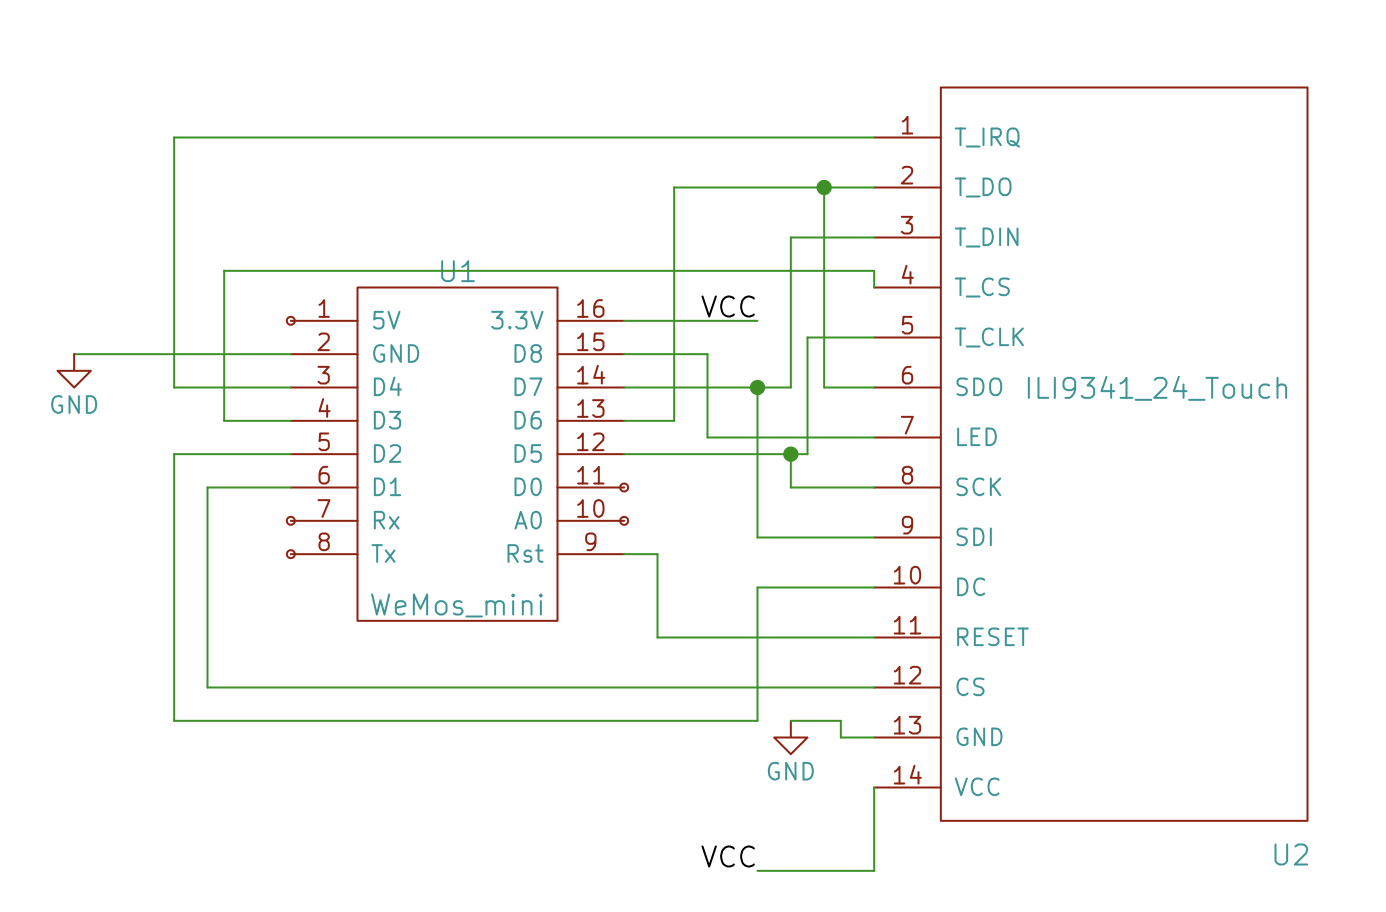 1 T_IRQ
2 T_DO
3 T_DIN
4 T_CS
5 T_CLK
6 SDO
7 LED
8 SCK
9 SDI
10 DC
11 RESET
12 CS
13 GND
14 VCC
ILI9341_24_Touch
U2
U1
1 5V
2 GND
3 D4
4 D3
5 D2
6 D1
7 Rx
8 Tx
3.3V 16
D8 15
D7 14
D6 13
D5 12
D0 11
A0 10
Rst 9
WeMos_mini
VCC
GND
GND
VCC